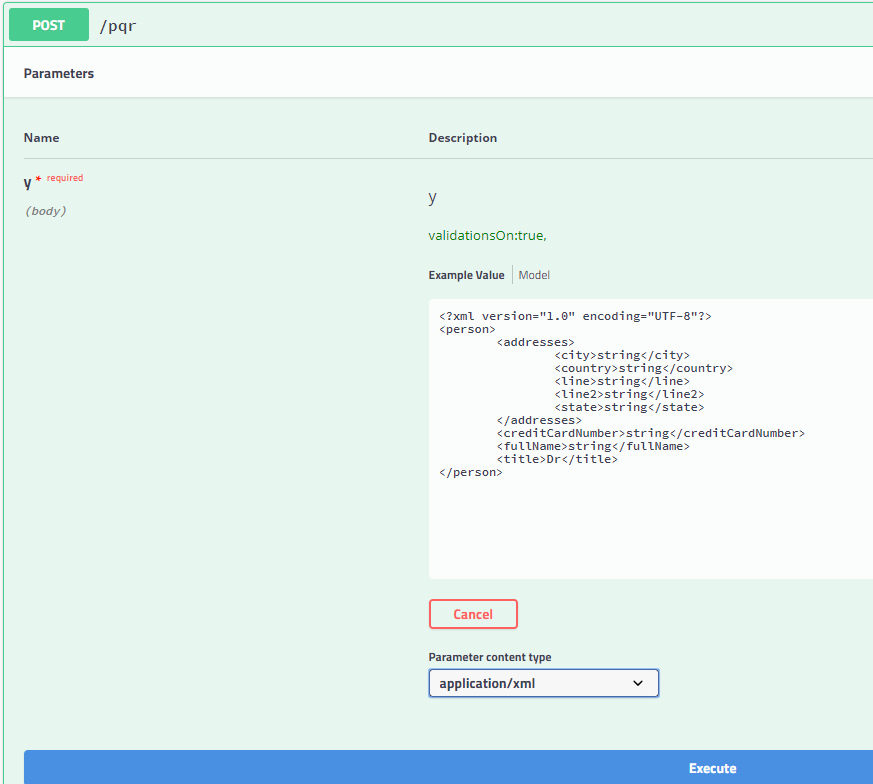 POST /pqr
Parameters
Name Description
y * required
(body)
y
validationsOn:true,
Example Value Model
<?xml version="1.0" encoding="UTF-8"?>
<person>
	<addresses>
		<city>string</city>
		<country>string</country>
		<line>string</line>
		<line2>string</line2>
		<state>string</state>
	</addresses>
	<creditCardNumber>string</creditCardNumber>
	<fullName>string</fullName>
	<title>Dr</title>
</person>
Cancel
Parameter content type
application/xml
Execute